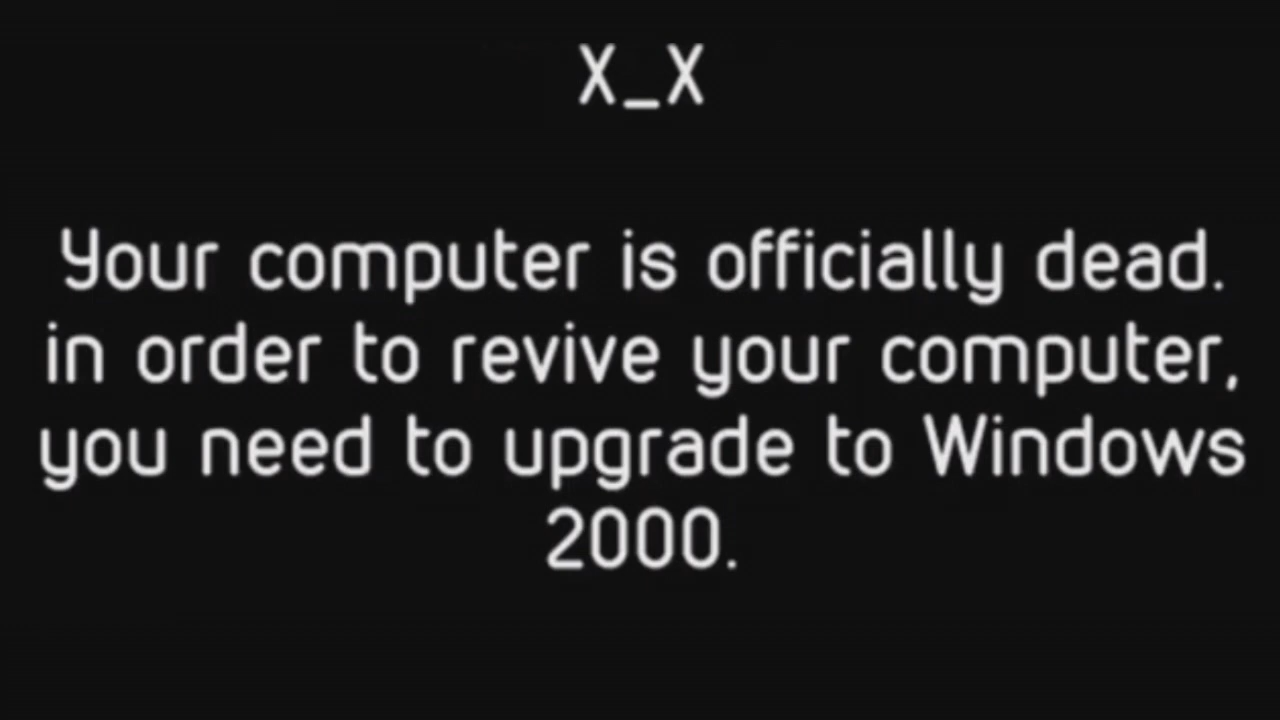 X_X
Your computer is officially dead.
in order to revive your computer,
you need to upgrade to Windows
2000.